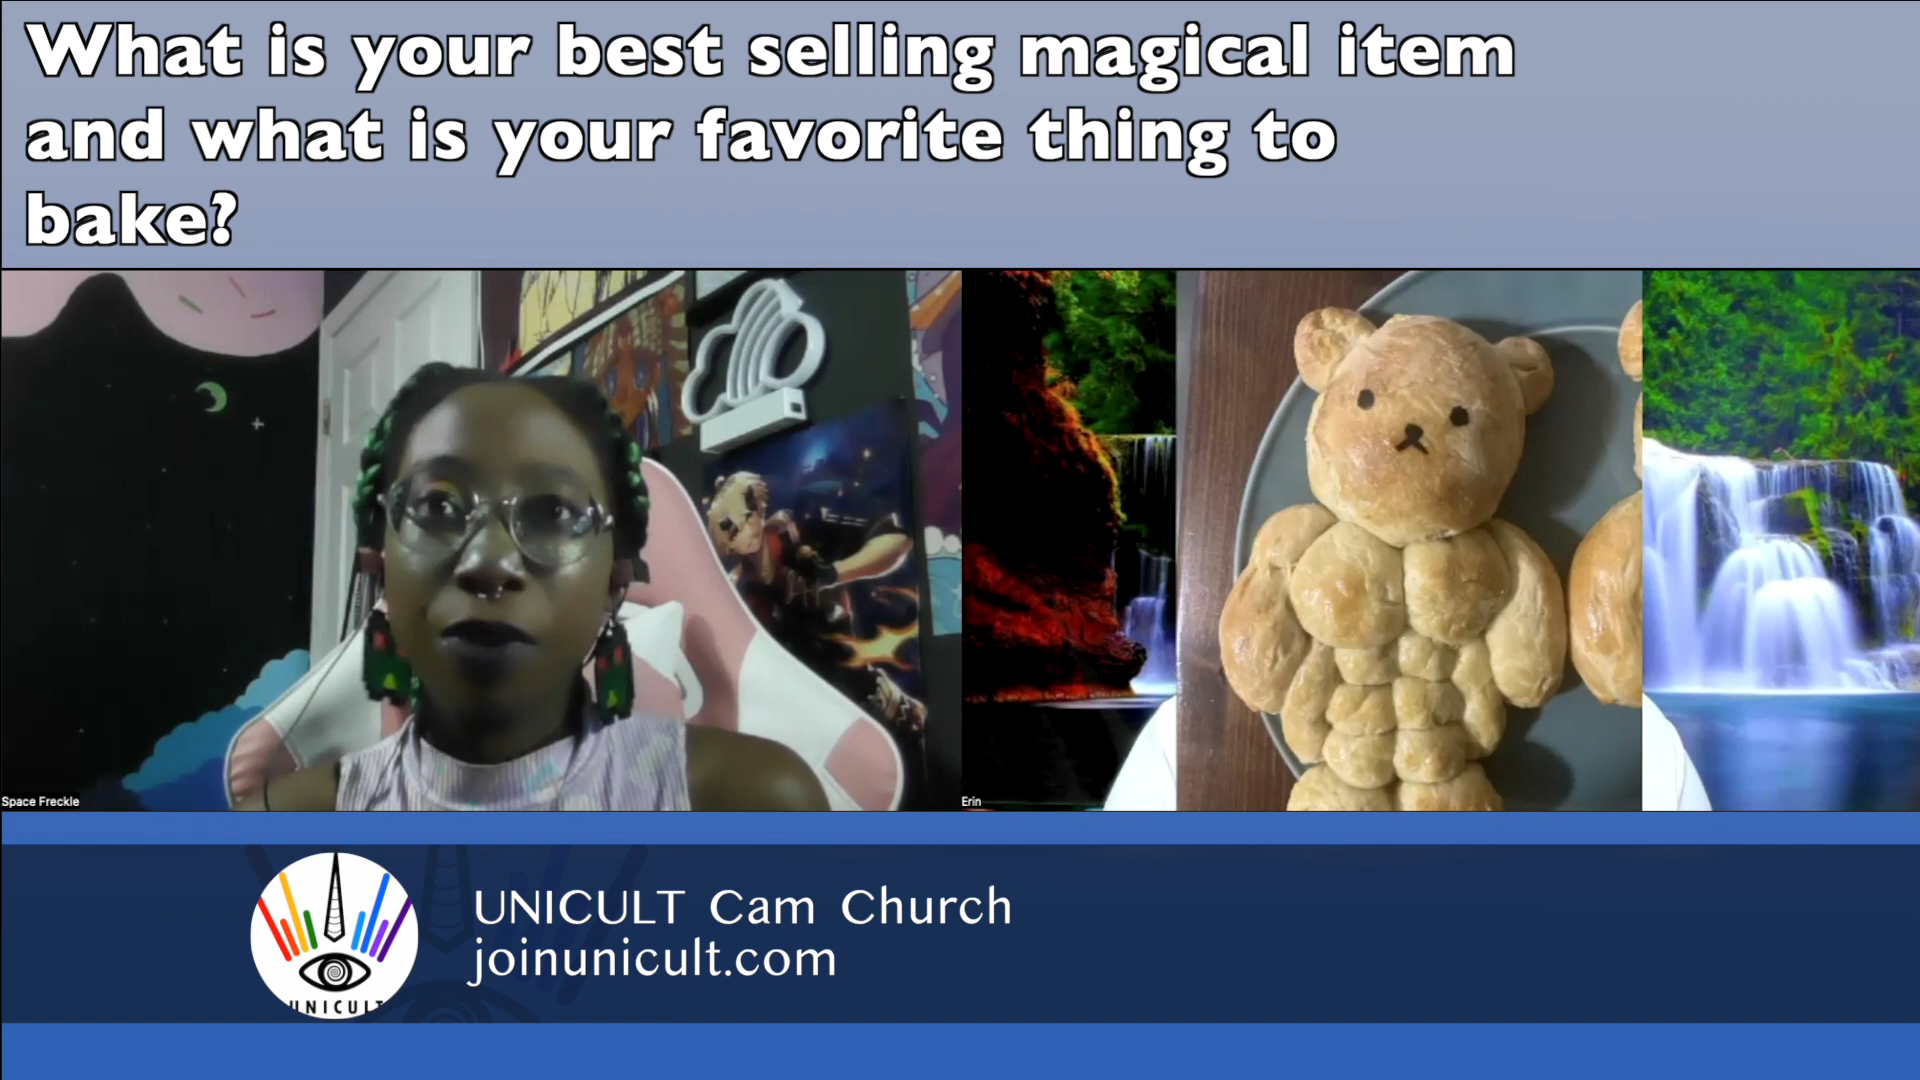 What is your best selling magical item
and what is your favorite thing to
bake?
Space Freckle
Erin
UNICULT Cam Church
joinunicult.com
UNICULT